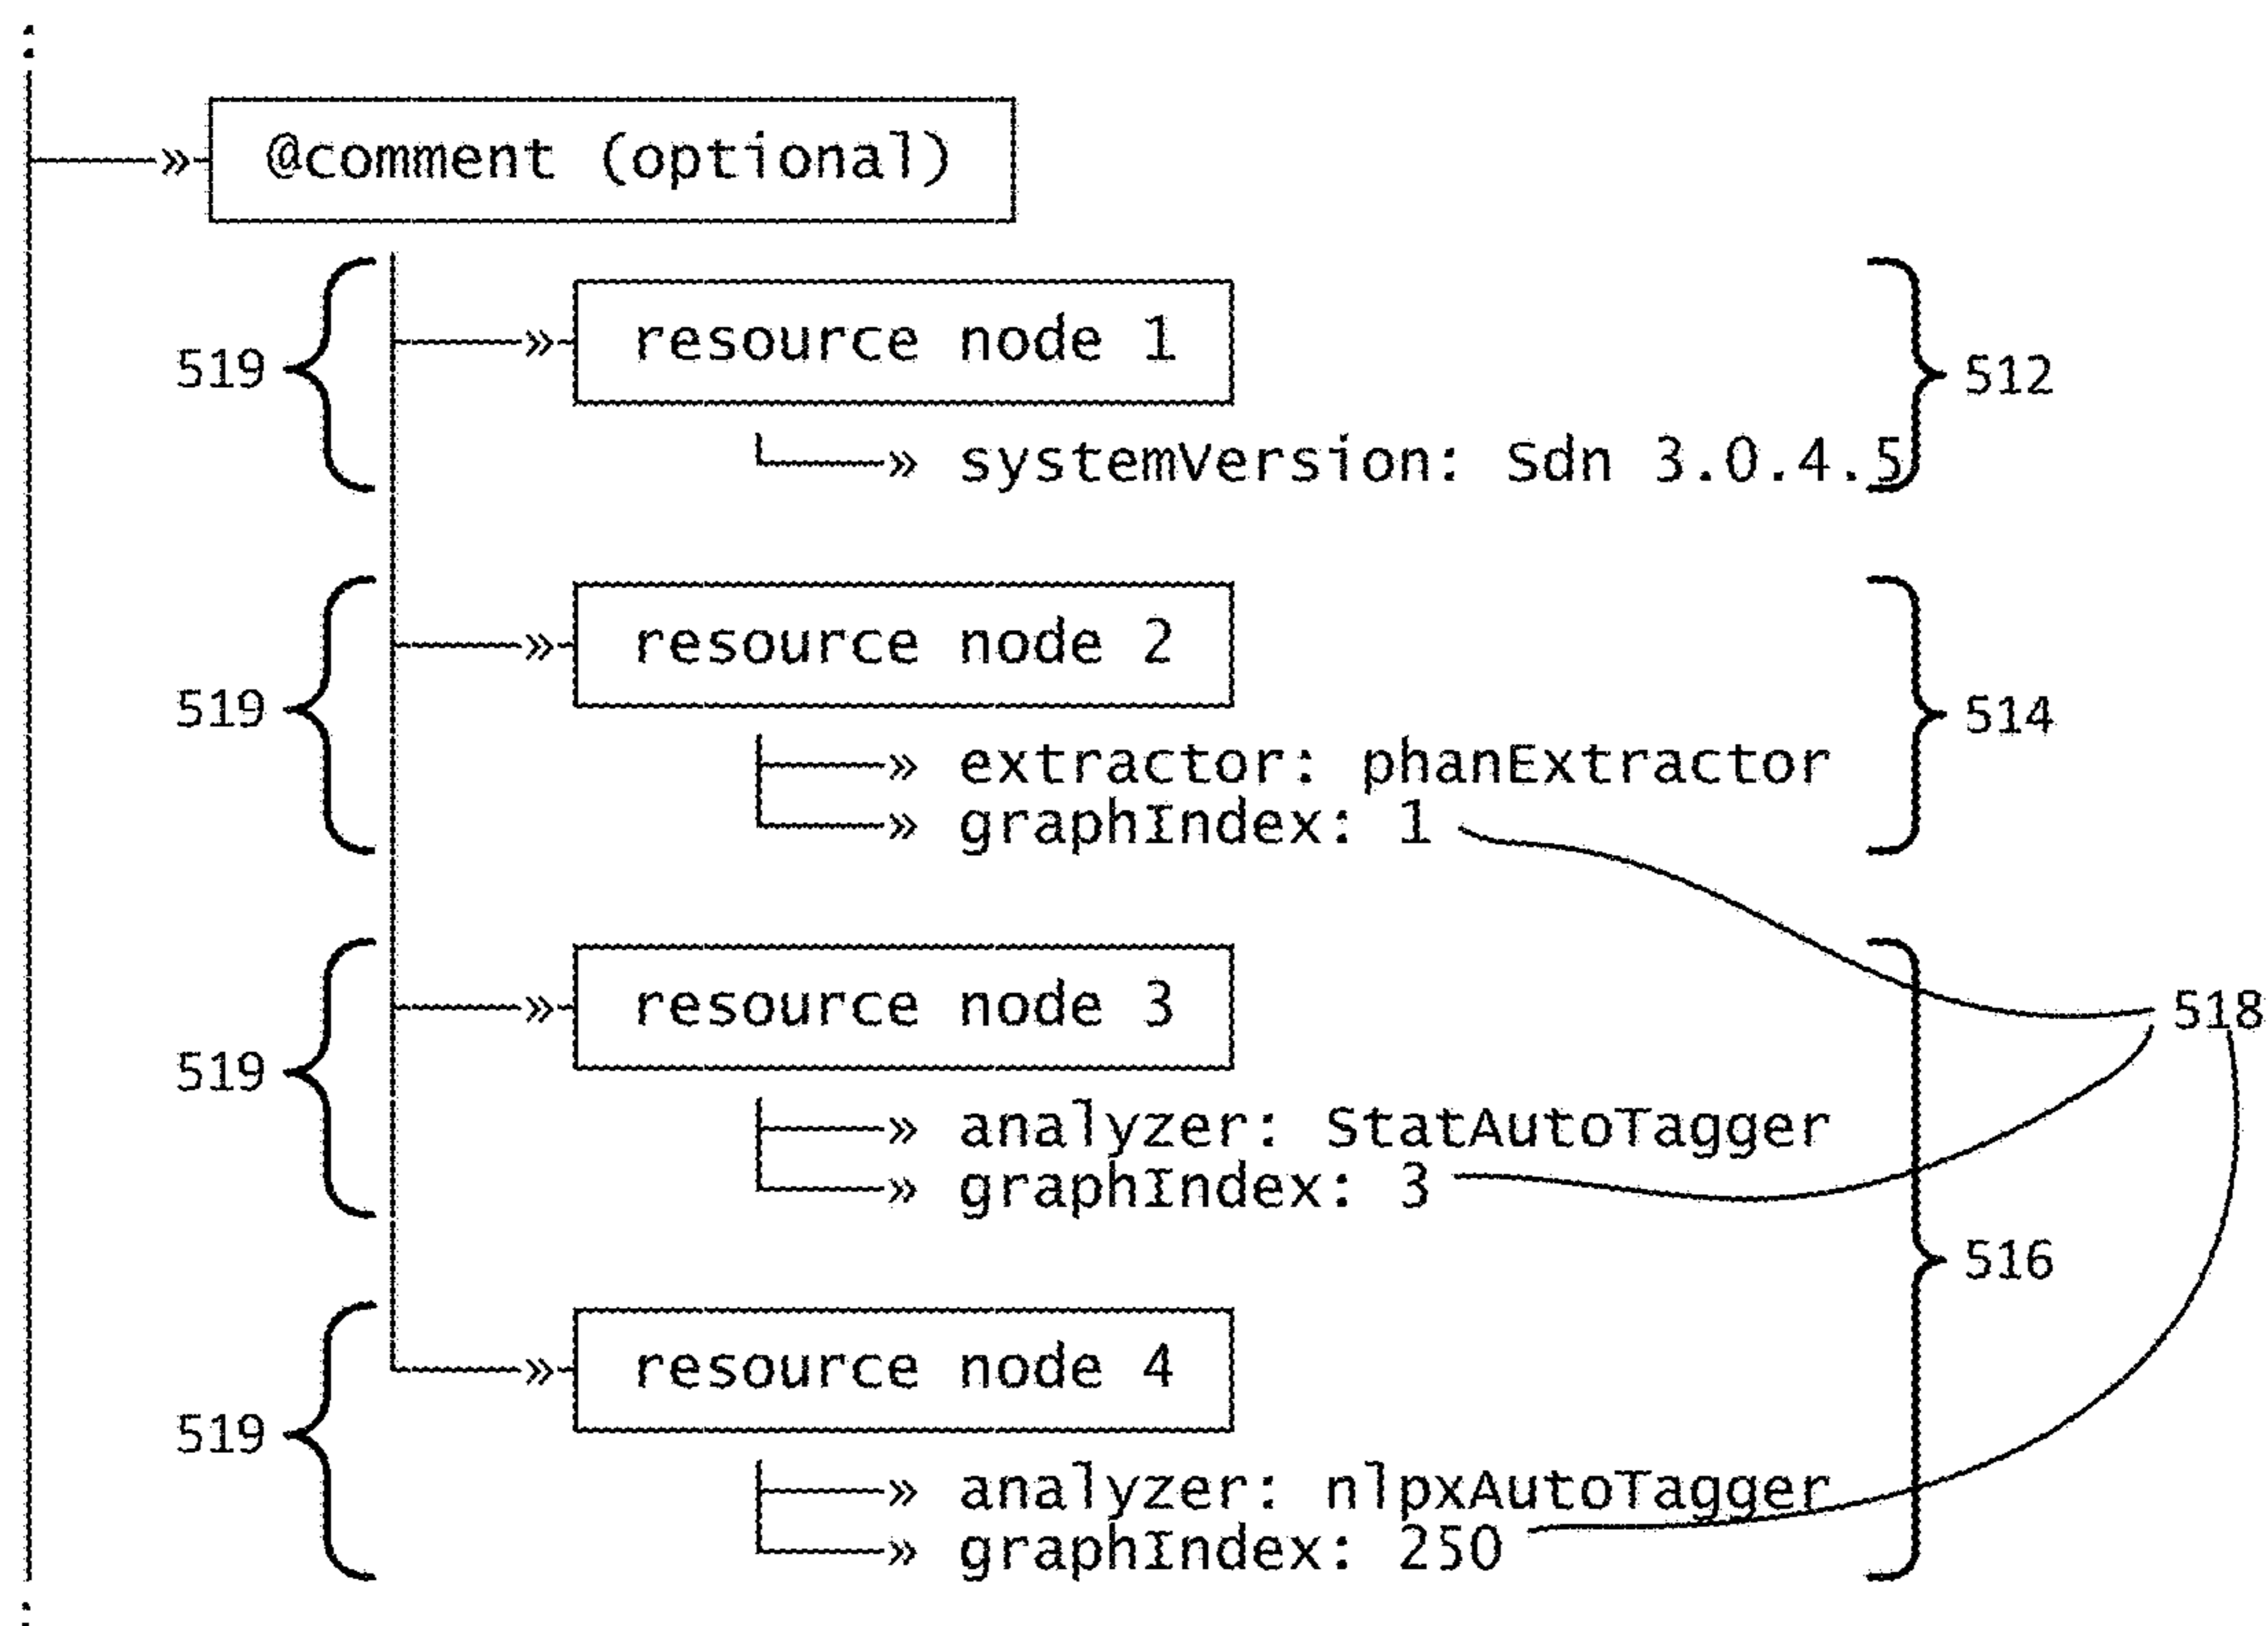 @comment (optional)
resource node 1
519
512
systemVersion: Sdn 3.0.4.5
resource node 2
519
514
extractor: phanExtractor
graphIndex: 1
resource node 3
518
519
analyzer: StatAutoTagger
graphIndex: 3
516
resource node 4
519
analyzer: nlpxAutoTagger
graphIndex: 250